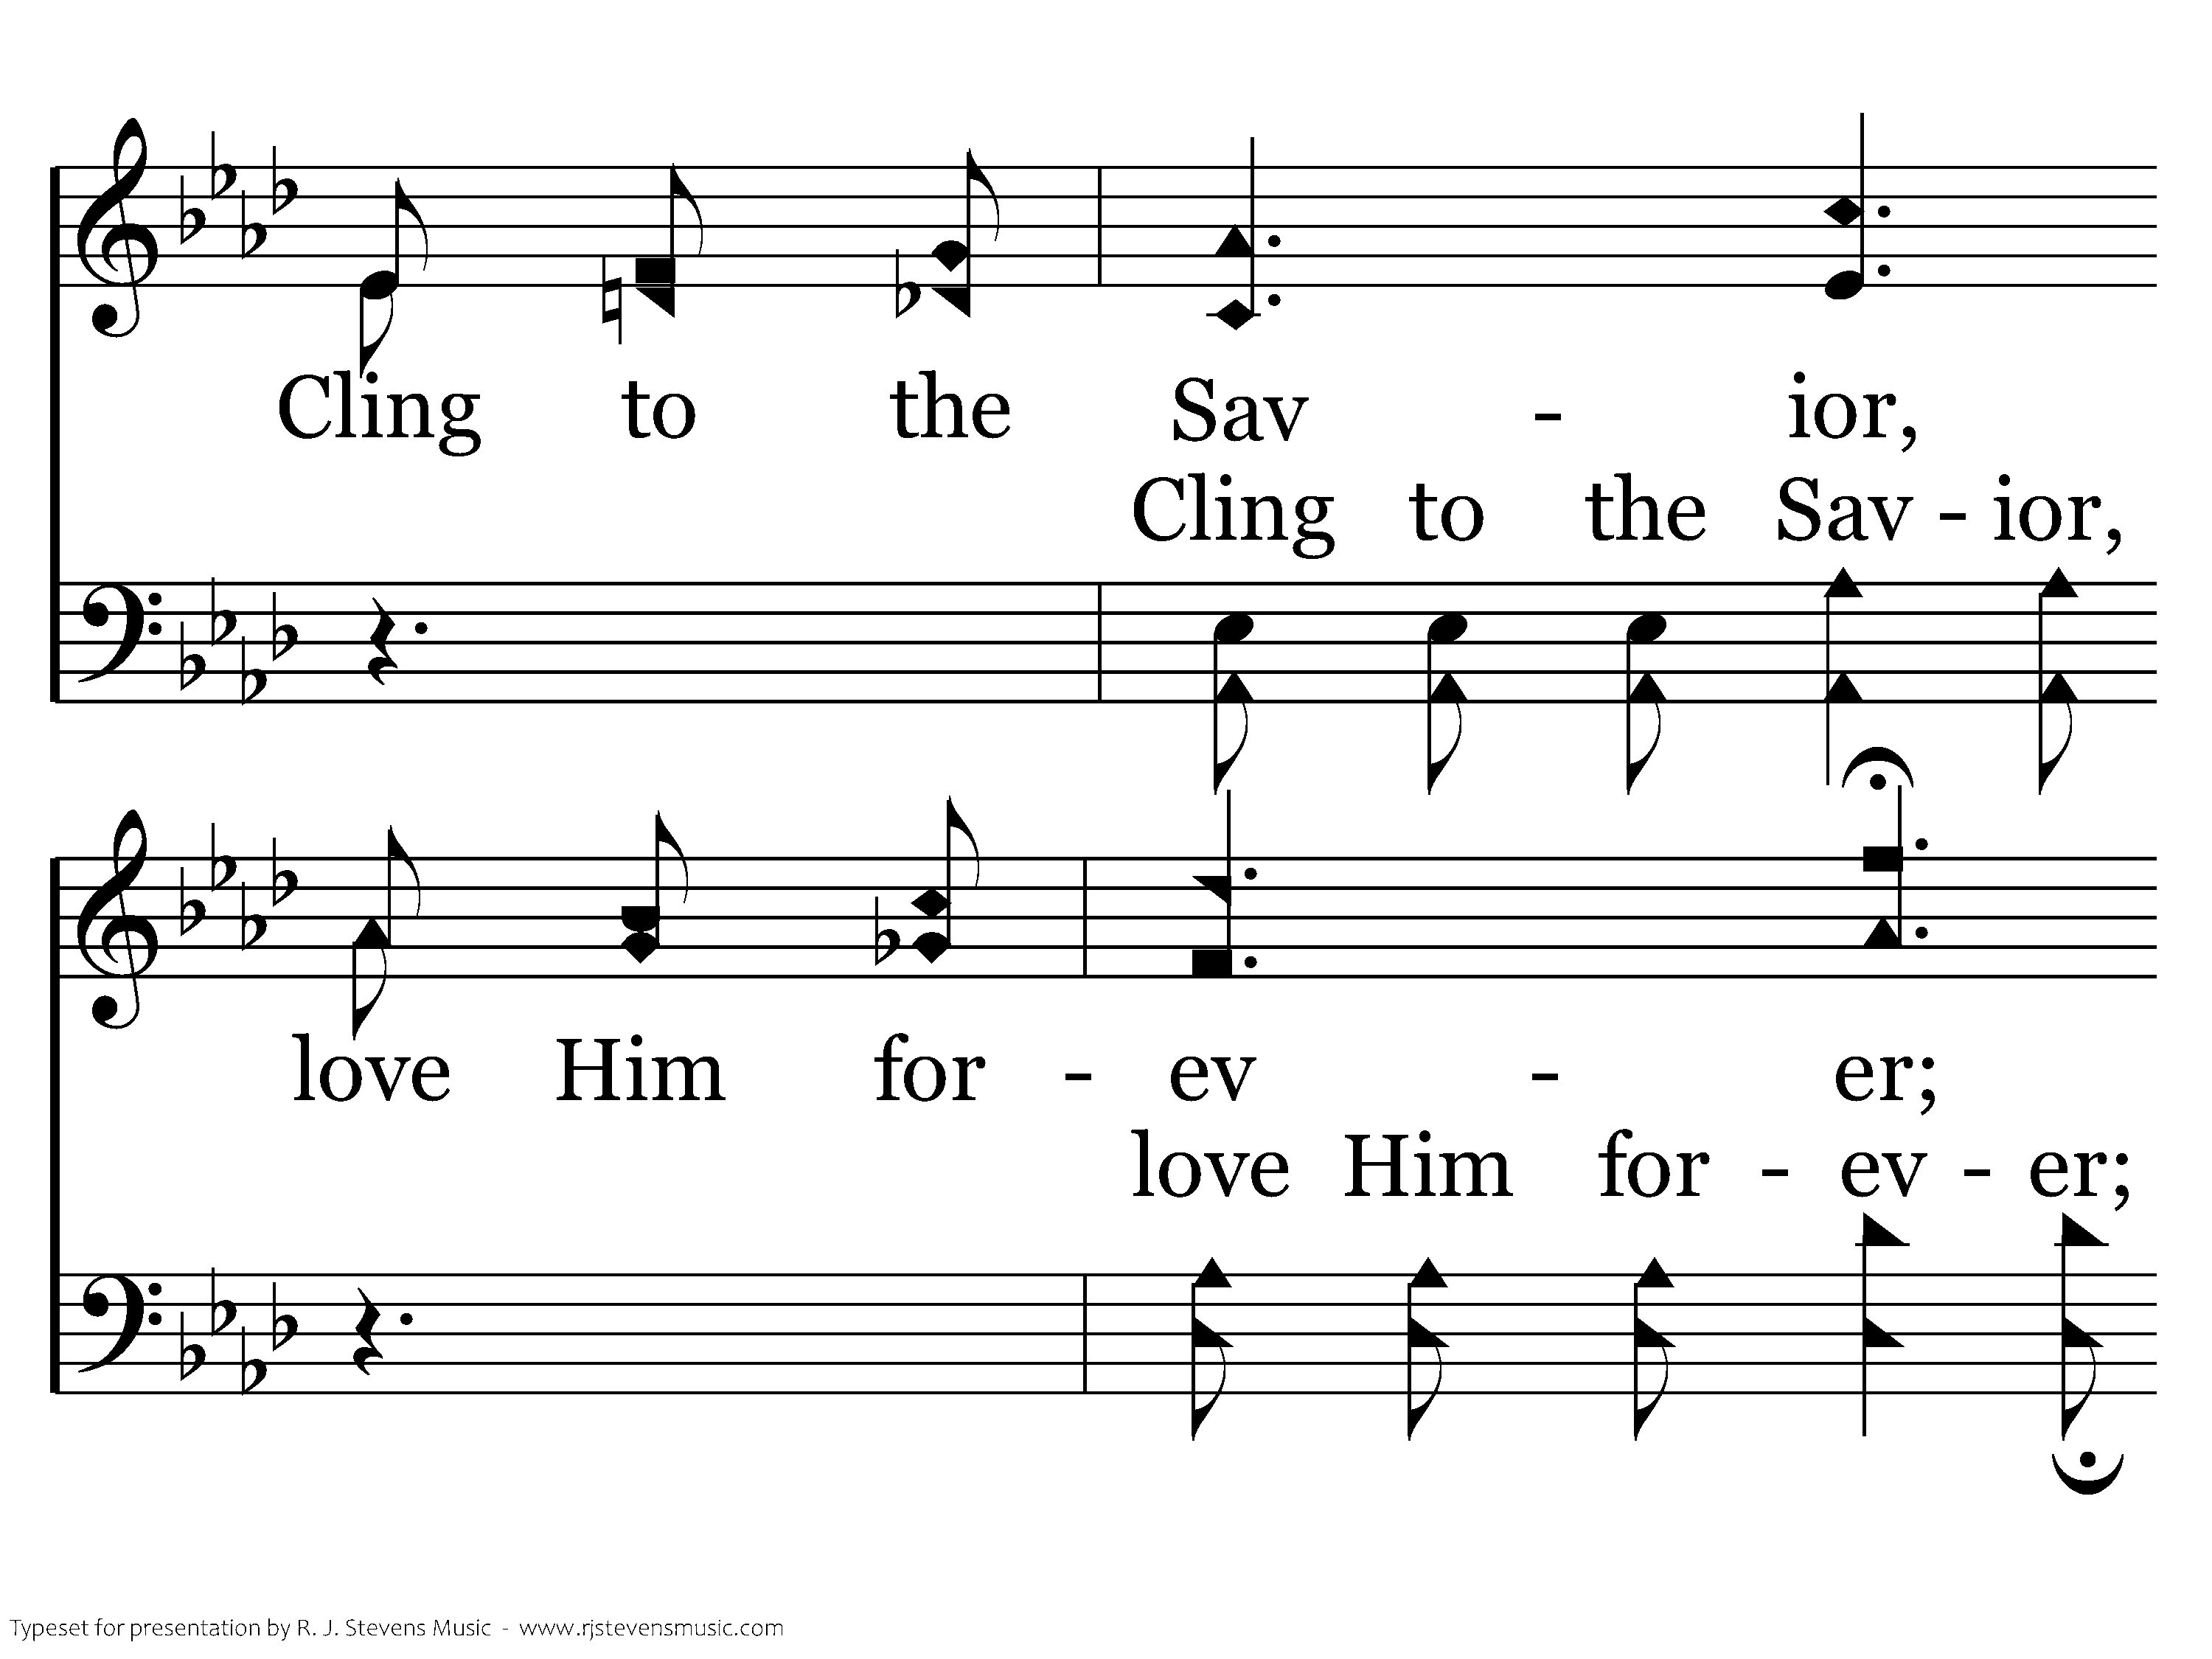 Cling to the Sav - ior,
Cling to the Sav - ior,
love Him for - ev - er;
love Him for - ev - er;
Typeset for presentation by R. J. Stevens Music - www.rjstevensmusic.com